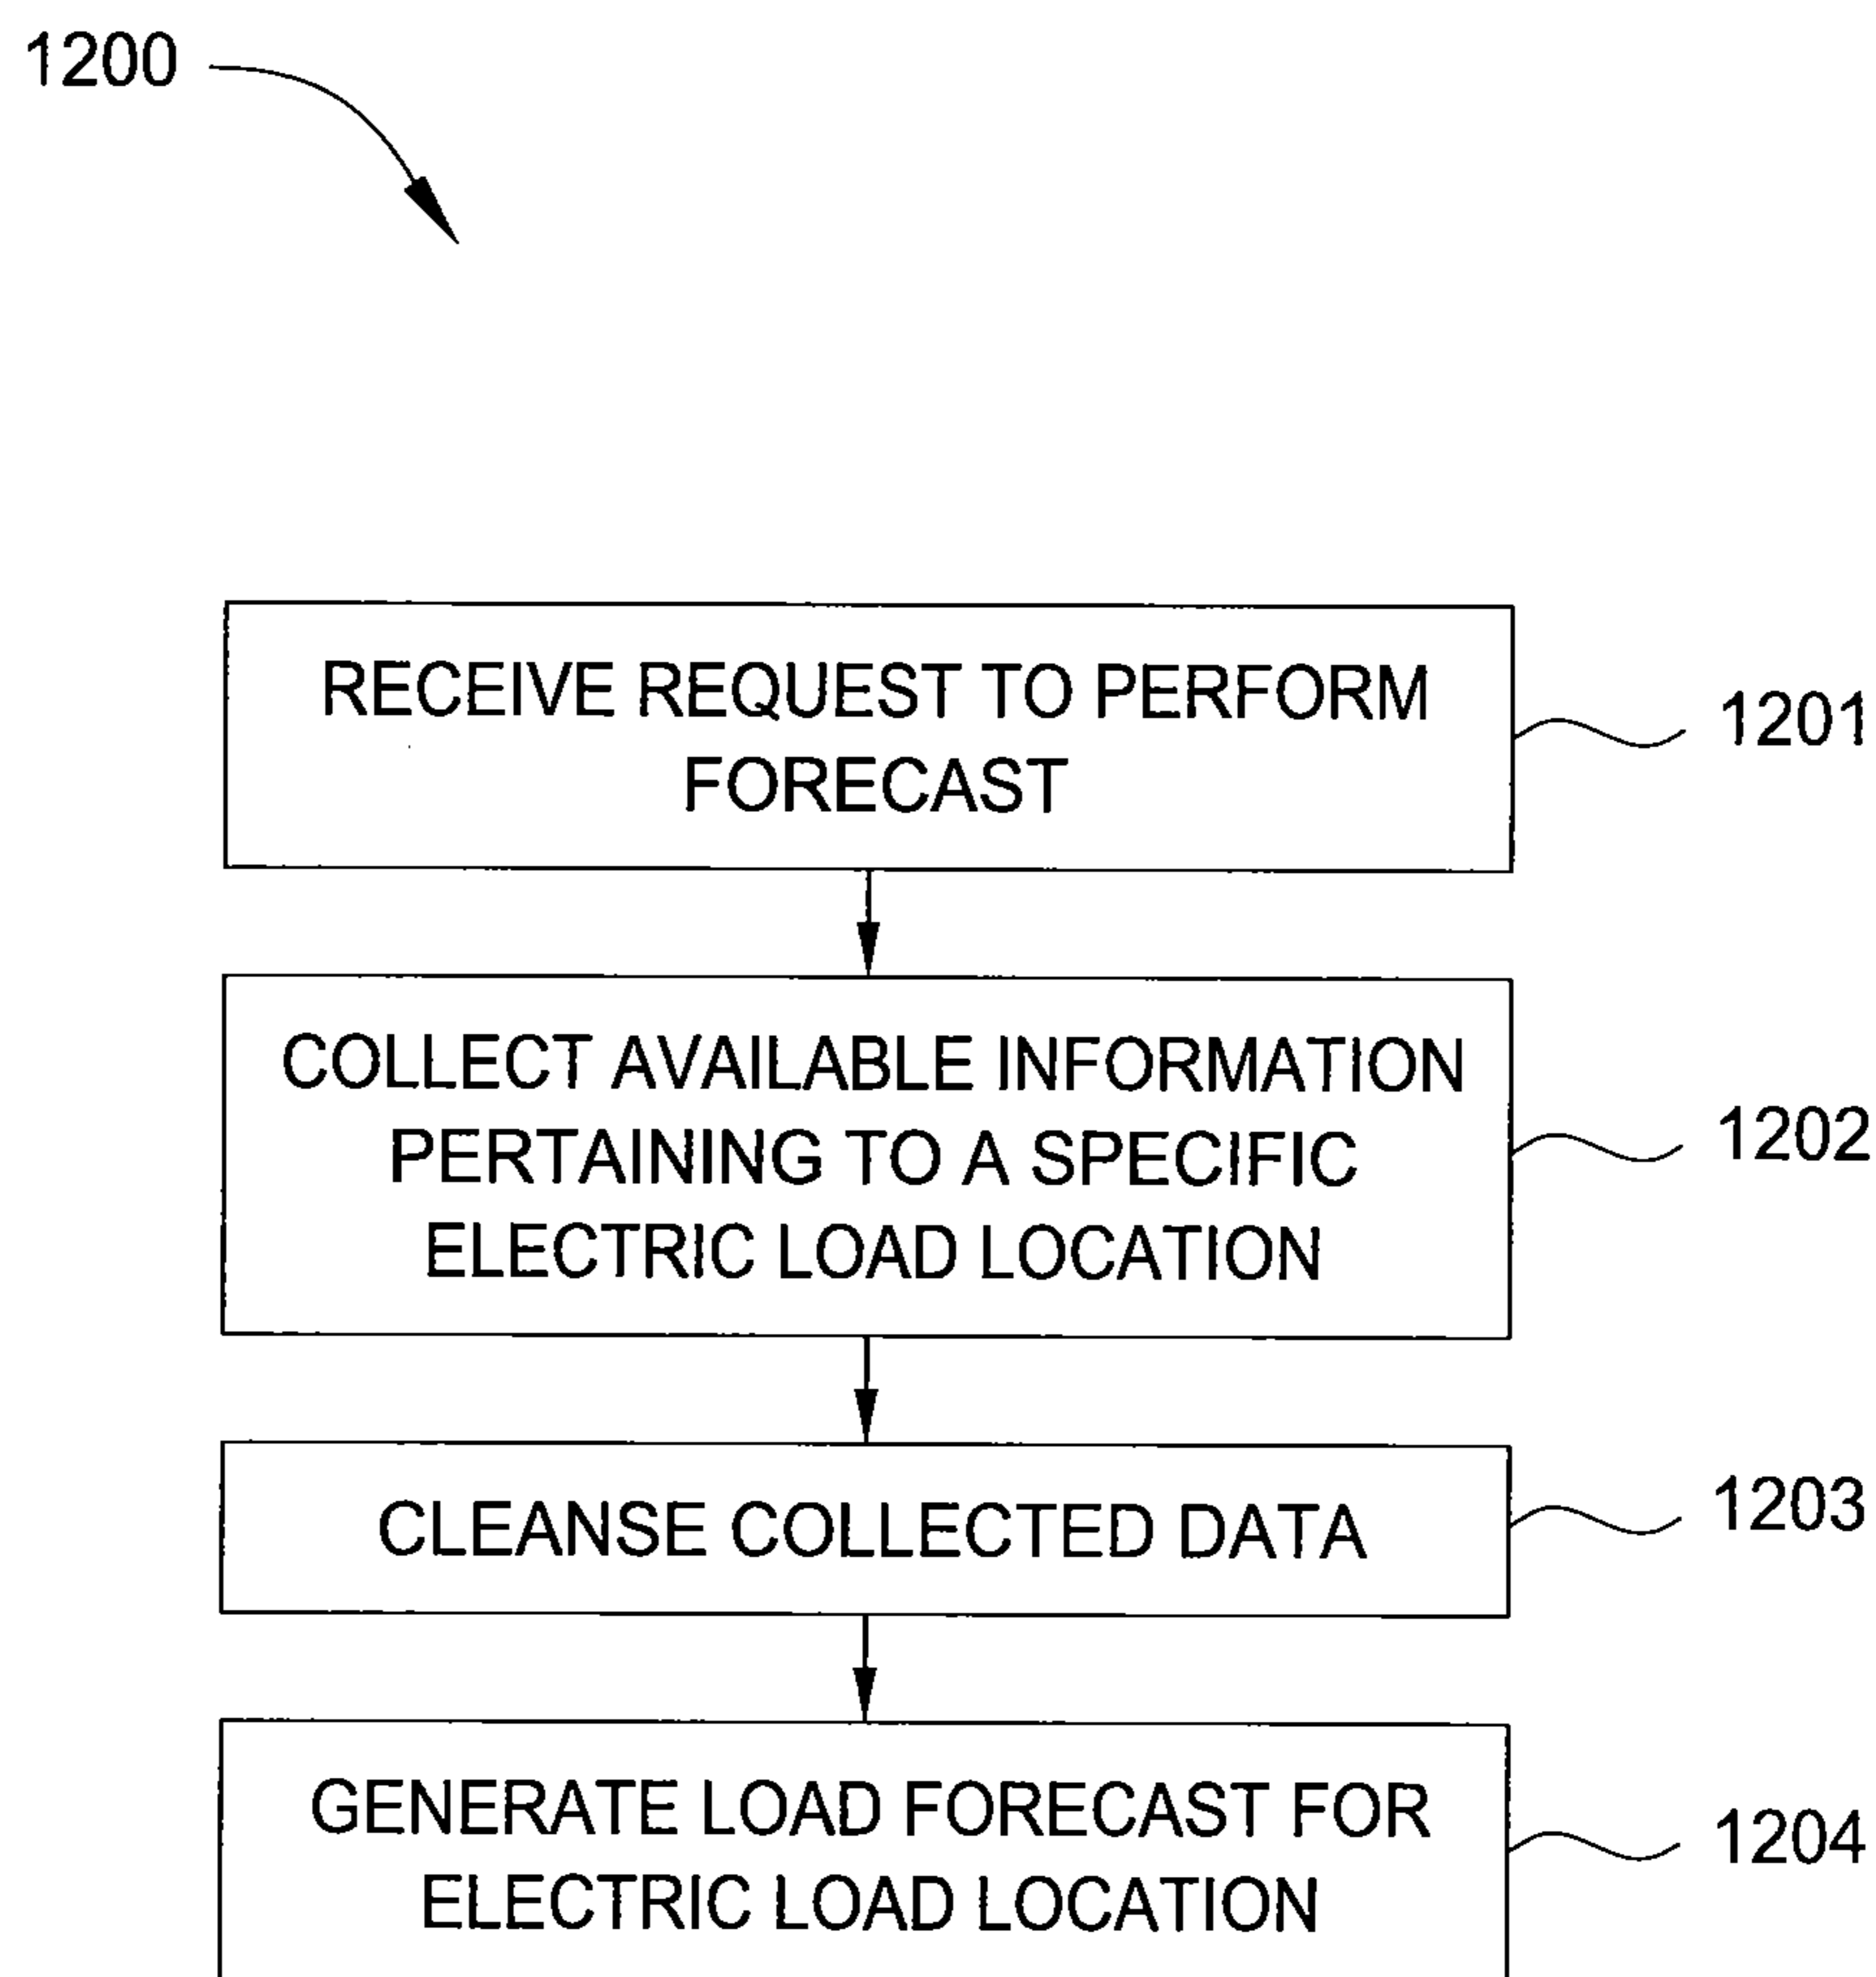 1200
RECEIVE REQUEST TO PERFORM
FORECAST
1201
COLLECT AVAILABLE INFORMATION
PERTAINING TO A SPECIFIC
ELECTRIC LOAD LOCATION
1202
CLEANSE COLLECTED DATA
1203
GENERATE LOAD FORECAST FOR
ELECTRIC LOAD LOCATION
1204